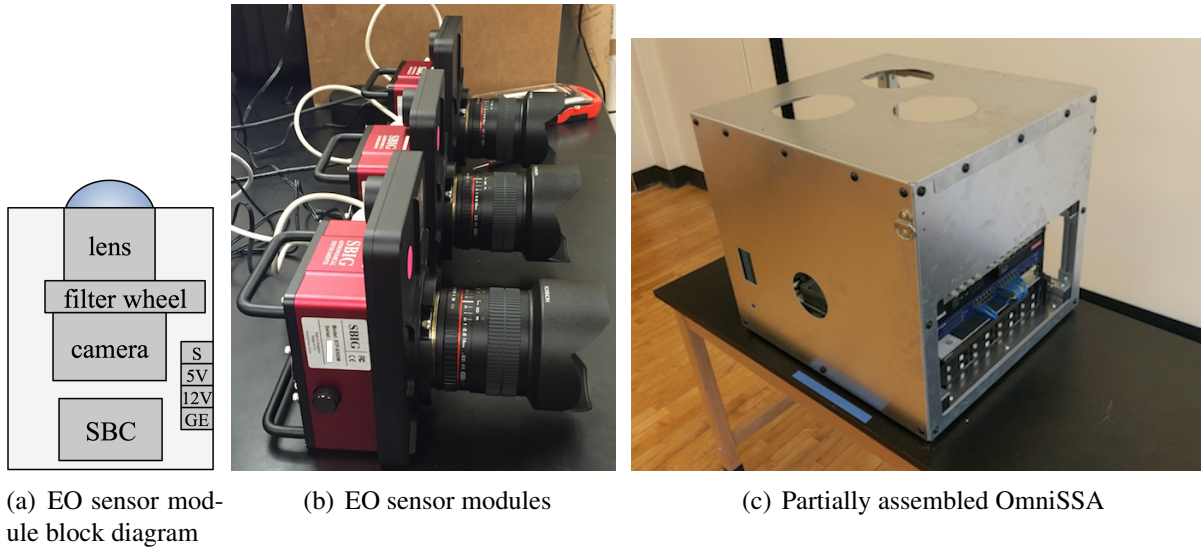 lens
filter wheel
camera
S
5V
12V
GE
SBC
SBIG
SBIG
(a) EO sensor mod-
ule block diagram
(b) EO sensor modules
(c) Partially assembled OmniSSA